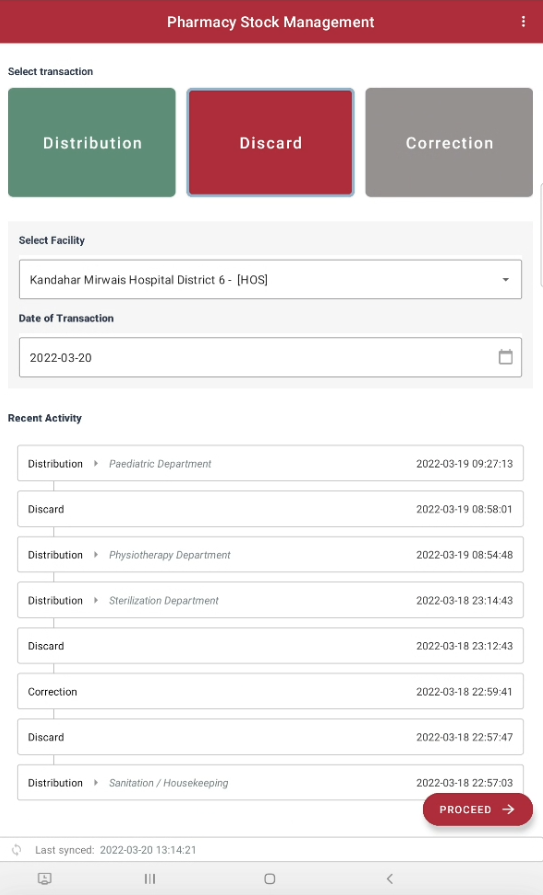 Pharmacy Stock Management
Select transaction
Distribution Discard Correction
Select Facility
Kandahar Mirwais Hospital District 6 - [HOS]
Date of Transaction
2022-03-20
Recent Activity
Distribution Paediatric Department 2022-03-19 09:27:13
Discard 2022-03-19 08:58:01
Distribution Physiotherapy Department 2022-03-19 08:54:48
Distribution Sterilization Department 2022-03-18 23:14:43
Discard 2022-03-18 23:12:43
Correction 2022-03-18 22:59:41
Discard 2022-03-18 22:57:47
Distribution Sanitation / Housekeeping 2022-03-18 22:57:03
PROCEED
Last synced: 2022-03-20 13:14:21